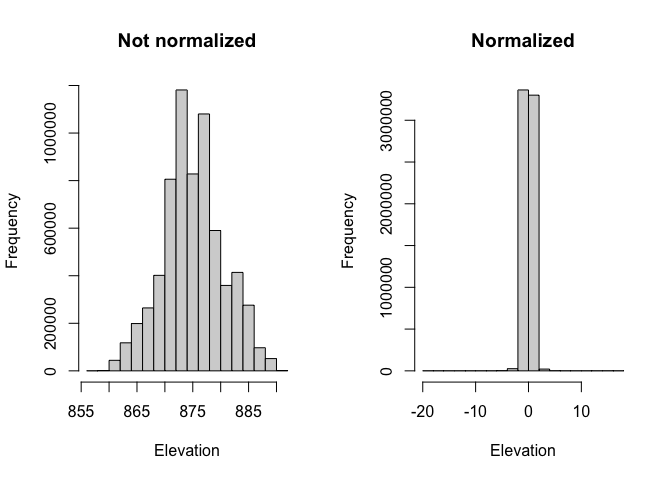 Not normalized
Frequency
0
200000
600000
1000000
855
865
875
885
Elevation
Normalized
Frequency
0
1000000
2000000
3000000
-20
-10
0
10
Elevation